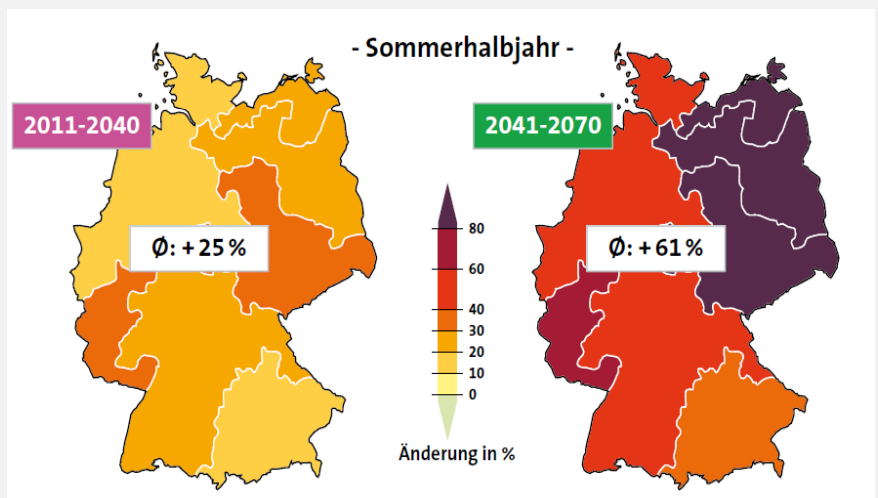 - Sommerhalbjahr -
2011-2040
2041-2070
Ø: +25 %
Ø: +61 %
80
60
40
30
20
10
0
Änderung in %